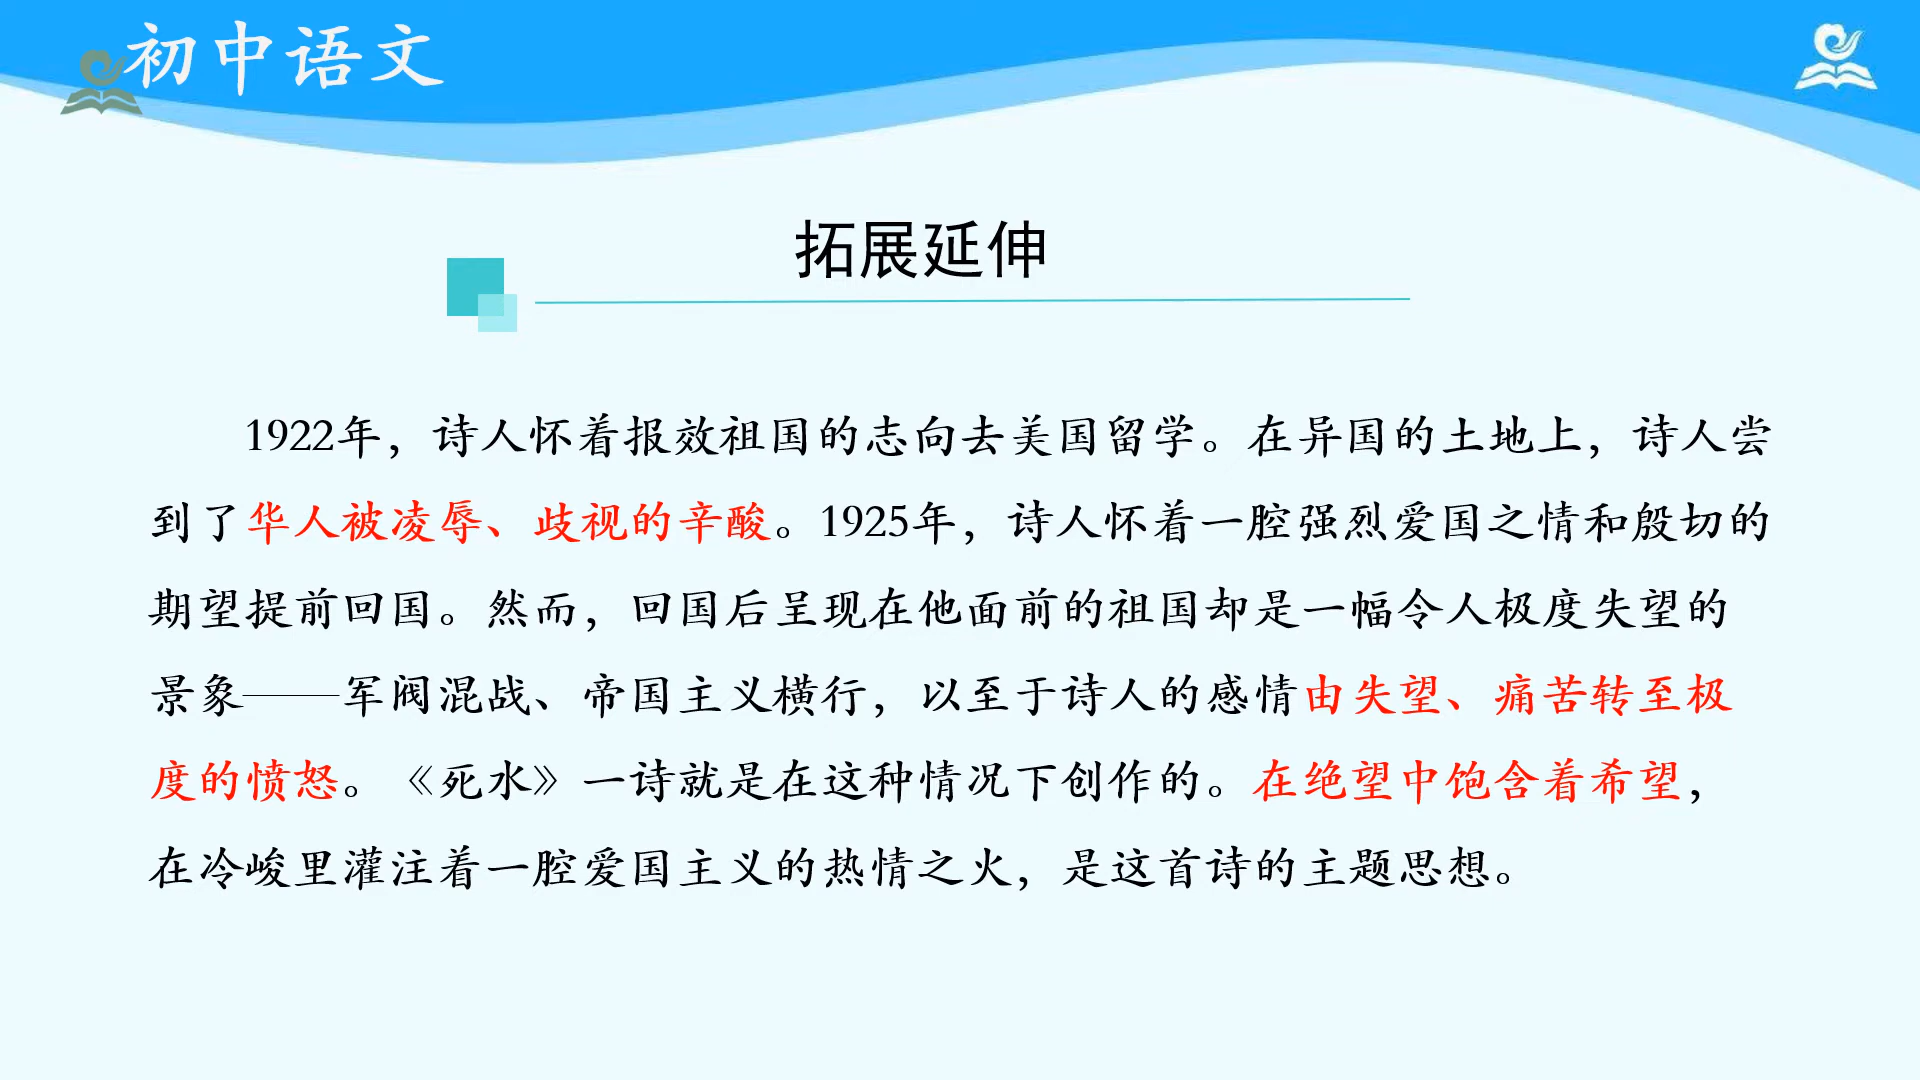 初中语文
拓展延伸
1922年，诗人怀着报效祖国的志向去美国留学。在异国的土地上，诗人尝
到了华人被凌辱、歧视的辛酸。1925年，诗人怀着一腔强烈爱国之情和殷切的
期望提前回国。然而，回国后呈现在他面前的祖国却是一幅令人极度失望的
景象——军阀混战、帝国主义横行，以至于诗人的感情由失望、痛苦转至极
度的愤怒。《死水》一诗就是在这种情况下创作的。在绝望中饱含着希望，
在冷峻里灌注着一腔爱国主义的热情之火，是这首诗的主题思想。